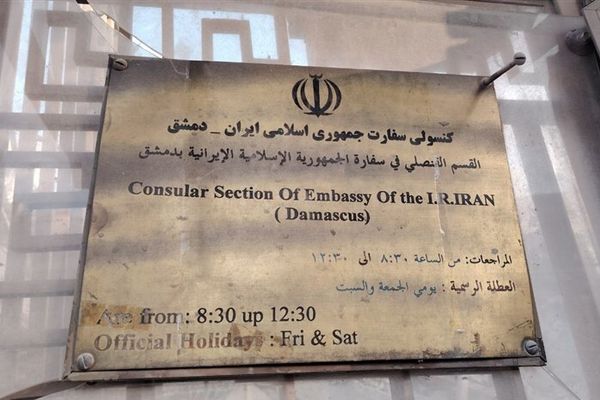 كنسولی سفارت جمهوری اسلامی ایران _ دمشق
القسم القنصلي في سفارة الجمهورية الإسلامية الإيرانية بدمشق
Consular Section Of Embassy Of the I.R.IRAN
( Damascus)
المراجعات: من الساعة ٨:٣٠ الى ١٢:٣٠
العطلة الرسمية : يومي الجمعة والسبت
Are from: 8:30 up 12:30
Official Holidays : Fri & Sat